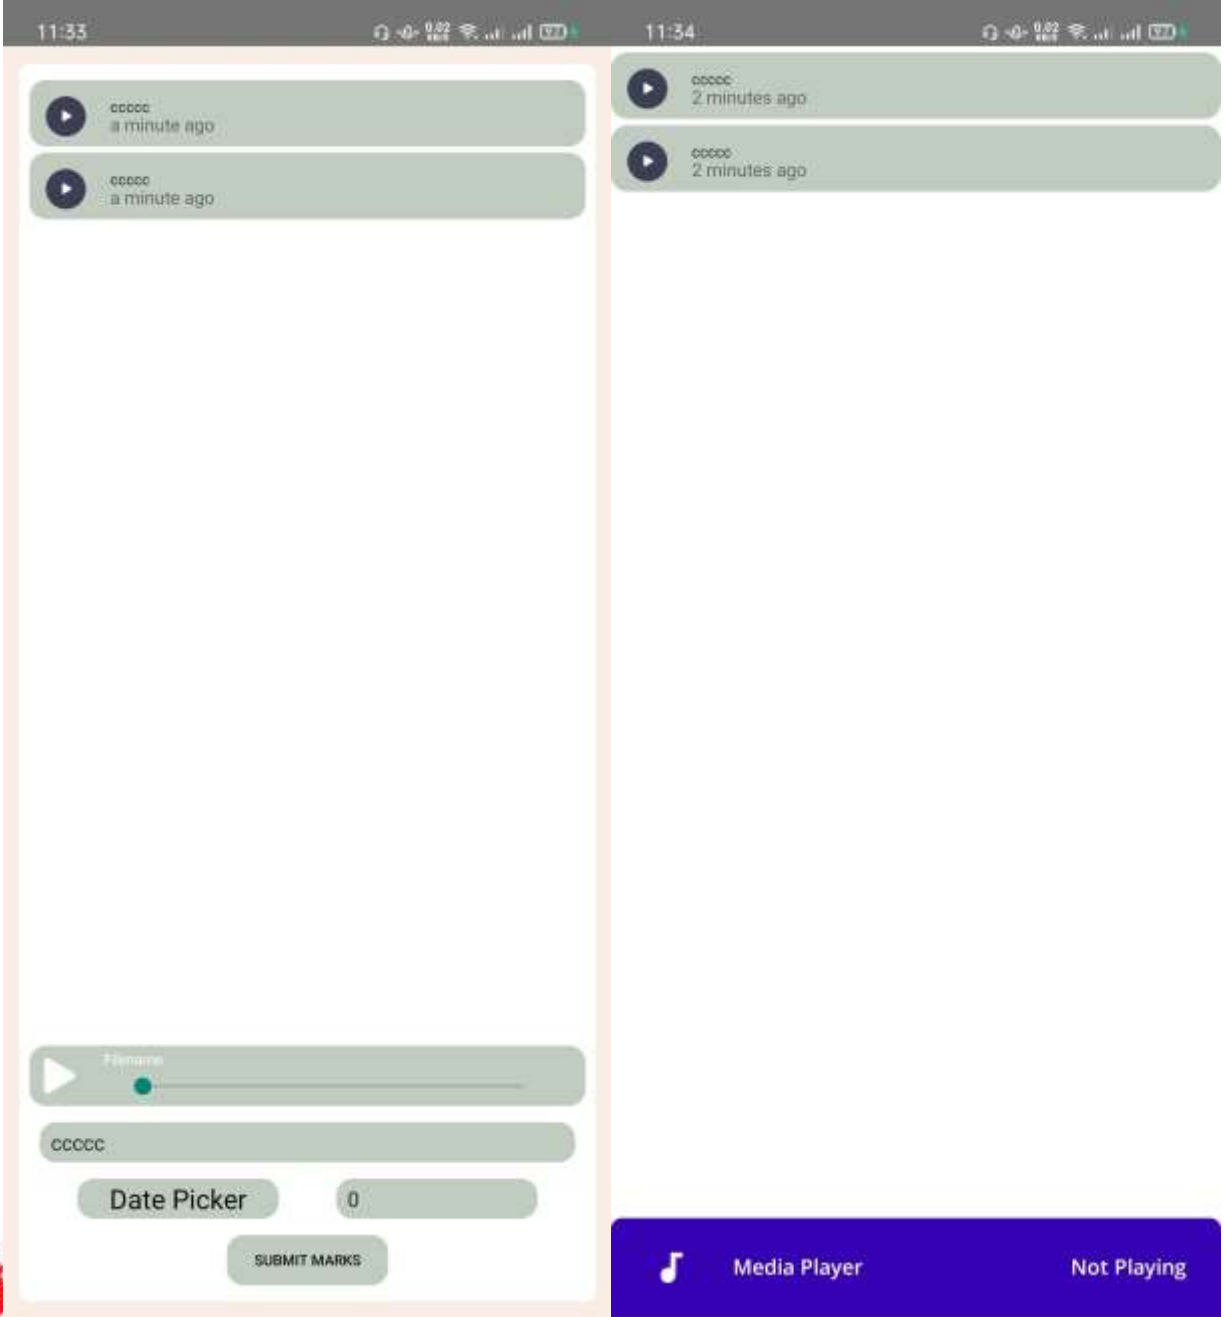 11:33
ccccc
a minute ago
ccccc
a minute ago
Filename
ccccc
Date Picker
0
SUBMIT MARKS
11:34
ccccc
2 minutes ago
ccccc
2 minutes ago
Media Player
Not Playing